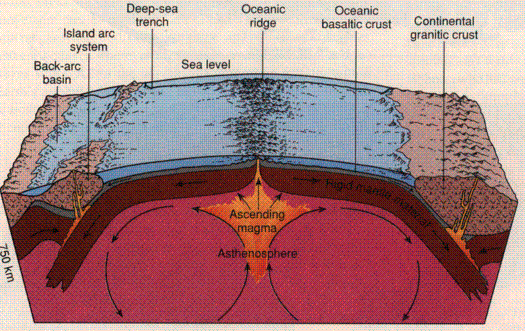 Deep-sea
trench
Oceanic
ridge
Oceanic
basaltic crust
Continental
granitic crust
Island arc
system
Back-arc
basin
Sea level
Rigid mantle
Ascending
magma
Asthenosphere
750 km